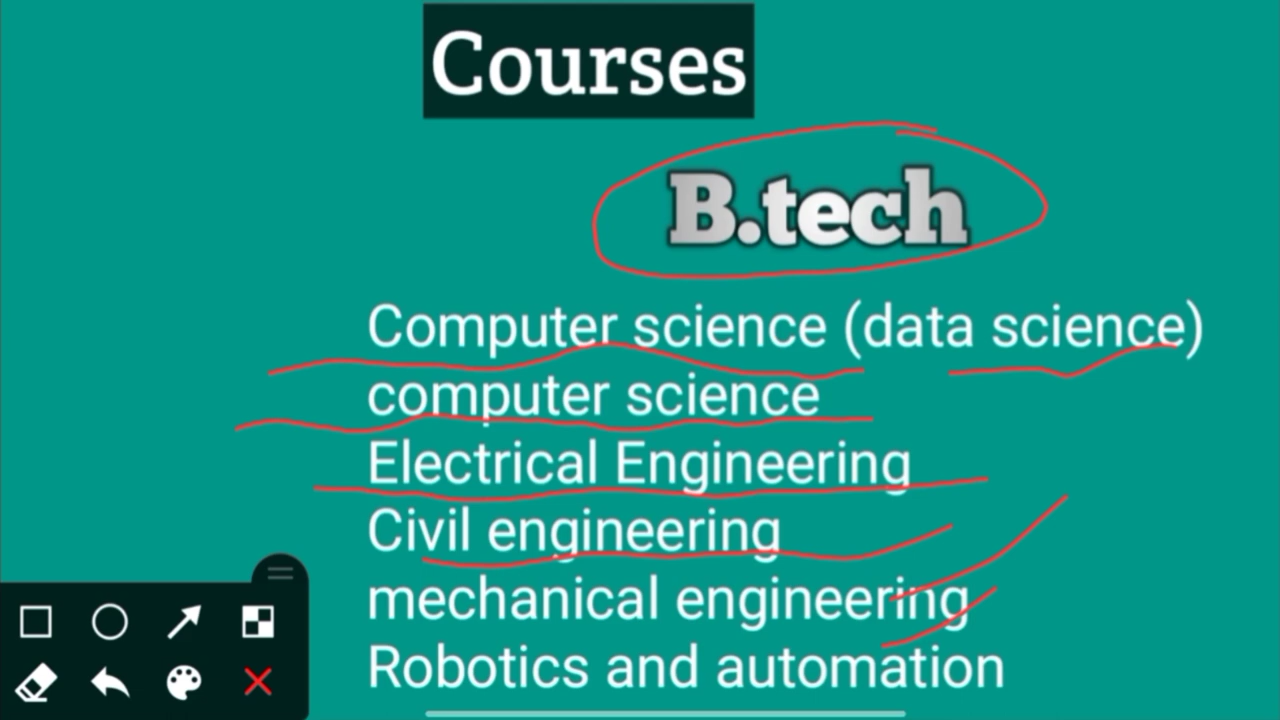 Courses
B.tech
Computer science (data science)
computer science
Electrical Engineering
Civil engineering
mechanical engineering
Robotics and automation